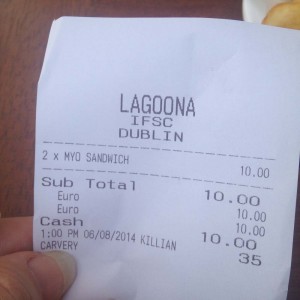 LAGOONA
IFSC
DUBLIN
2 x MYO SANDWICH 10.00
Sub Total 10.00
Euro 10.00
Euro 10.00
Cash 10.00
1:00 PM 06/08/2014 KILLIAN 35
CARVERY